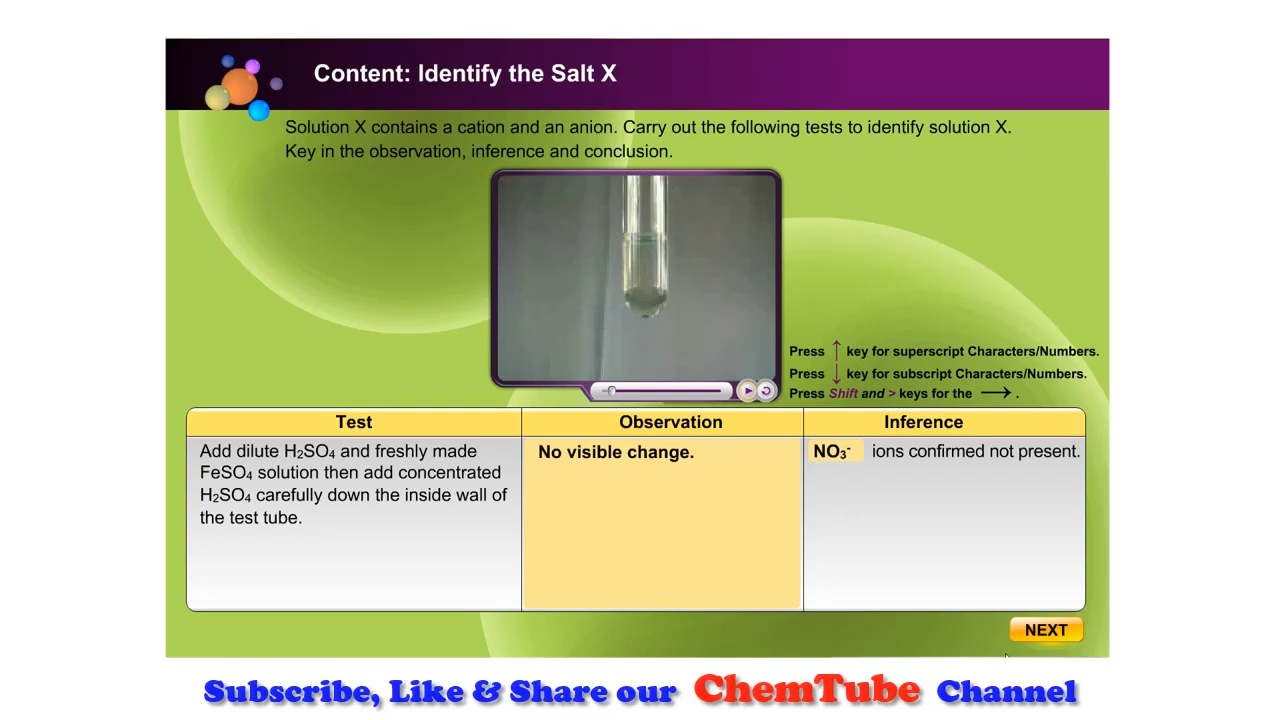 Content: Identify the Salt X
Solution X contains a cation and an anion. Carry out the following tests to identify solution X.
Key in the observation, inference and conclusion.
Press ↑ key for superscript Characters/Numbers.
Press ↓ key for subscript Characters/Numbers.
Press Shift and > keys for the → .
Test Observation Inference
Add dilute H₂SO₄ and freshly made
FeSO₄ solution then add concentrated
H₂SO₄ carefully down the inside wall of
the test tube.
No visible change.
NO₃⁻ ions confirmed not present.
NEXT
Subscribe, Like & Share our ChemTube Channel